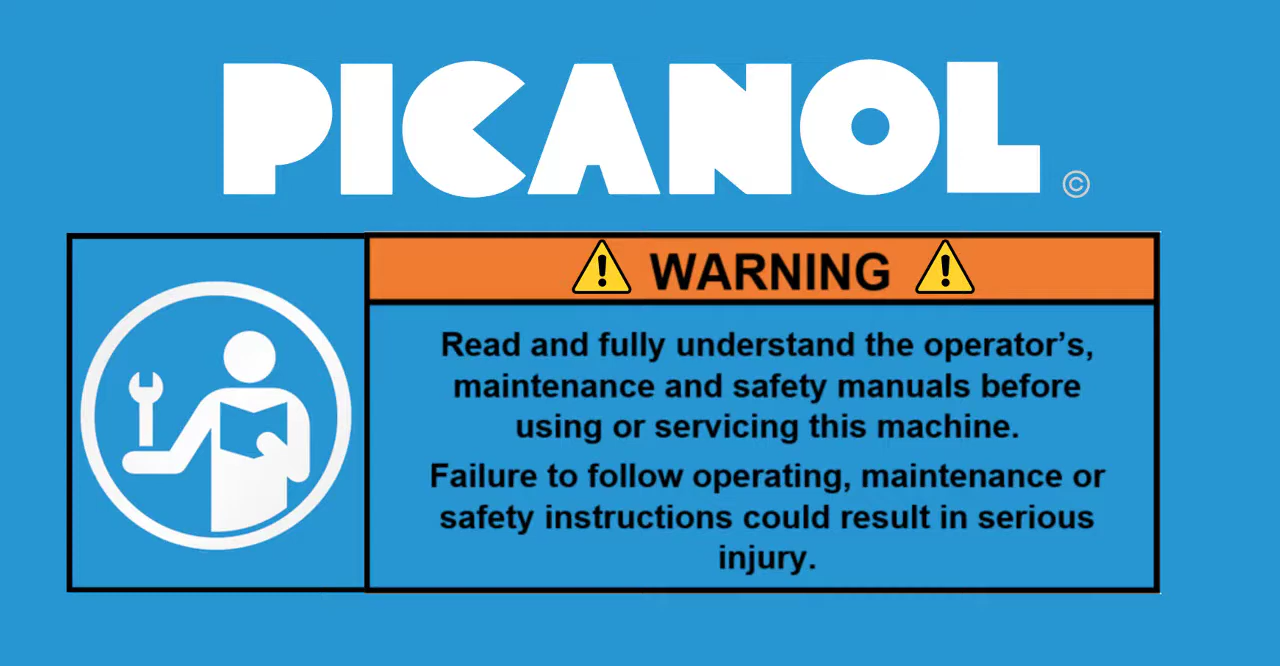 PICANOL ©
WARNING
Read and fully understand the operator’s,
maintenance and safety manuals before
using or servicing this machine.
Failure to follow operating, maintenance or
safety instructions could result in serious
injury.